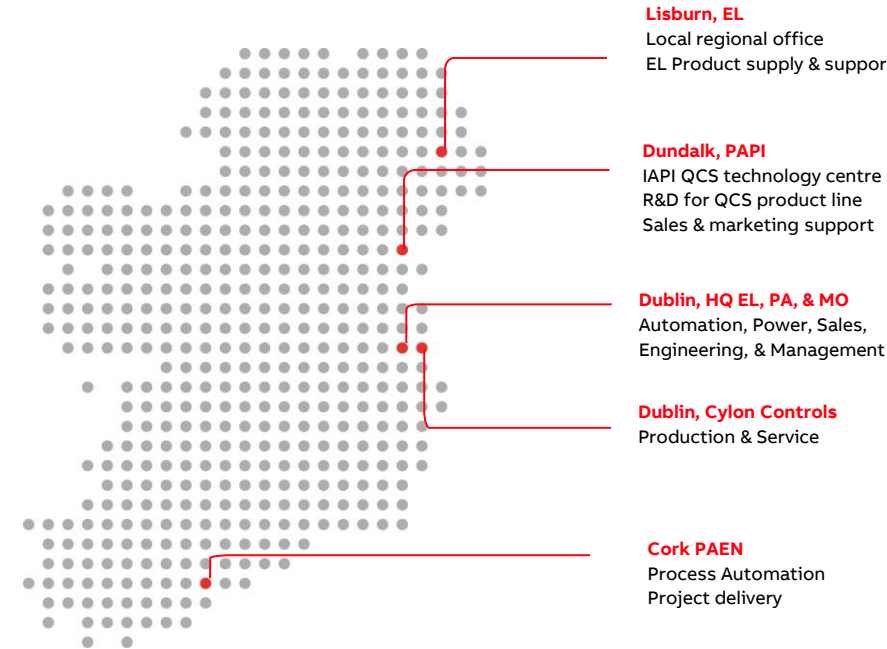 Lisburn, EL
Local regional office
EL Product supply & suppor
Dundalk, PAPI
IAPI QCS technology centre
R&D for QCS product line
Sales & marketing support
Dublin, HQ EL, PA, & MO
Automation, Power, Sales,
Engineering, & Management
Dublin, Cylon Controls
Production & Service
Cork PAEN
Process Automation
Project delivery